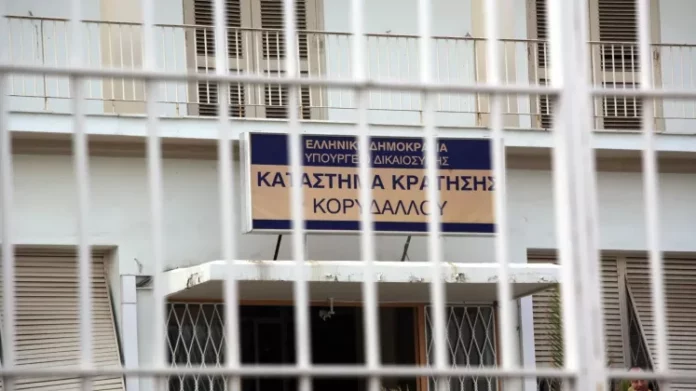 ΕΛΛΗΝΙΚΗ ΔΗΜΟΚΡΑΤΙΑ
ΥΠΟΥΡΓΕΙΟ ΔΙΚΑΙΟΣΥΝΗΣ
ΚΑΤΑΣΤΗΜΑ ΚΡΑΤΗΣΗΣ
ΚΟΡΥΔΑΛΛΟΥ